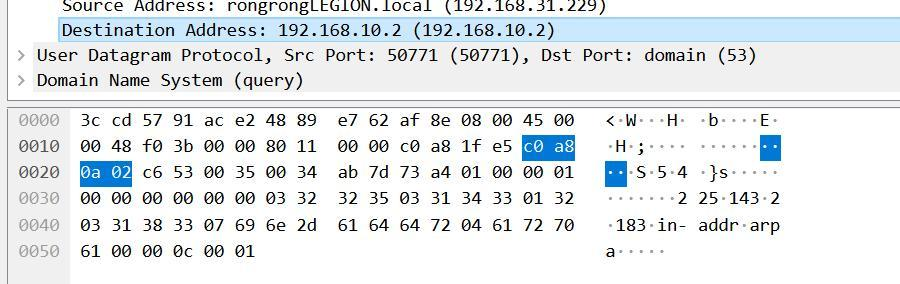 Source Address: rongrongLEGION.local (192.168.31.229)
Destination Address: 192.168.10.2 (192.168.10.2)
> User Datagram Protocol, Src Port: 50771 (50771), Dst Port: domain (53)
> Domain Name System (query)
0000 3c cd 57 91 ac e2 48 89 e7 62 af 8e 08 00 45 00 <·W···H· ·b····E·
0010 00 48 f0 3b 00 00 80 11 00 00 c0 a8 1f e5 c0 a8 ·H·;···· ········
0020 0a 02 c6 53 00 35 00 34 ab 7d 73 a4 01 00 00 01 ···S·5·4 ·}s·····
0030 00 00 00 00 00 00 03 32 32 35 03 31 34 33 01 32 ·······2 25·143·2
0040 03 31 38 33 07 69 6e 2d 61 64 64 72 04 61 72 70 ·183·in- addr·arp
0050 61 00 00 0c 00 01 a·····